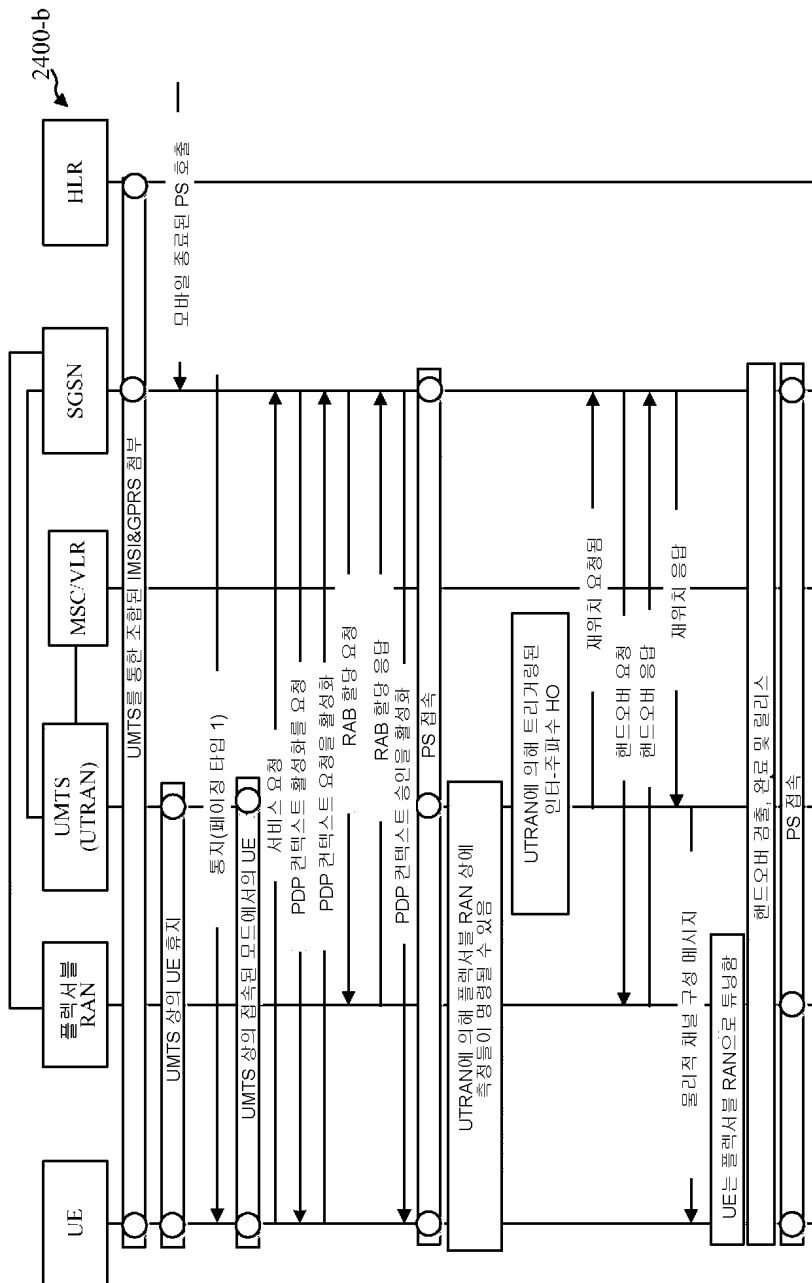 2400-b
UE
플렉서블
RAN
UMTS
(UTRAN)
MSC/VLR
SGSN
HLR
UMTS를 통한 조합된 IMSI&GPRS 첨부
UMTS 상의 UE 휴지
모바일 종료된 PS 호출
통지(페이징 타입 1)
UMTS 상의 접속된 모드에서의 UE
서비스 요청
PDP 컨텍스트 활성화를 요청
PDP 컨텍스트 요청을 활성화
RAB 할당 요청
RAB 할당 응답
PDP 컨텍스트 승인을 활성화
PS 접속
UTRAN에 의해 플렉서블 RAN 상에
측정들이 명령될 수 있음
UTRAN에 의해 트리거링된
인터-주파수 HO
재위치 요청됨
핸드오버 요청
핸드오버 응답
재위치 응답
물리적 채널 구성 메시지
UE는 플렉서블 RAN으로 튜닝함
핸드오버 검출, 완료 및 릴리스
PS 접속